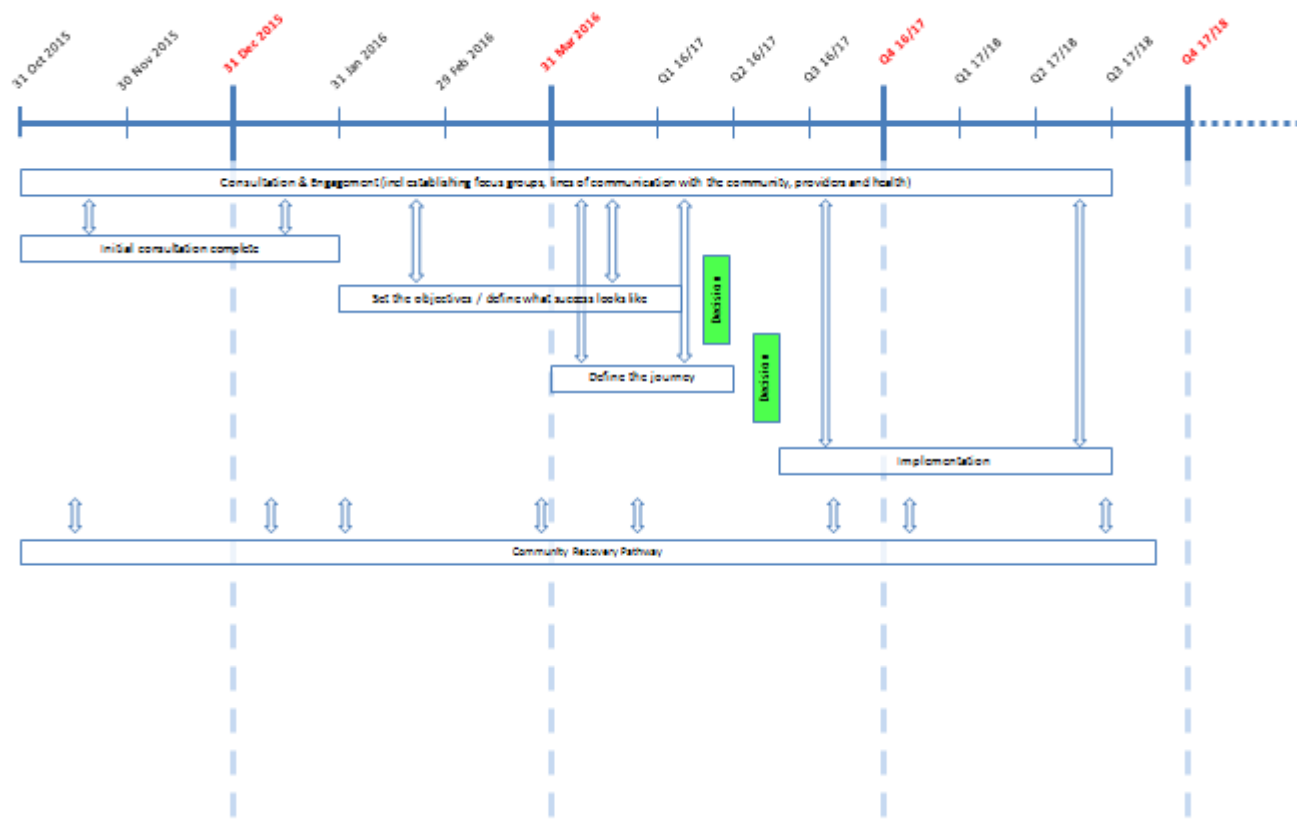 31 Oct 2015
30 Nov 2015
31 Dec 2015
31 Jan 2016
29 Feb 2016
31 Mar 2016
Q1 16/17
Q2 16/17
Q3 16/17
Q4 16/17
Q1 17/18
Q2 17/18
Q3 17/18
Q4 17/18
Consultation & Engagement (incl establishing focus groups, lines of communication with the community, providers and health)
Initial consultation complete
Set the objectives / define what success looks like
Decision
Define the journey
Decision
Implementation
Community Recovery Pathway